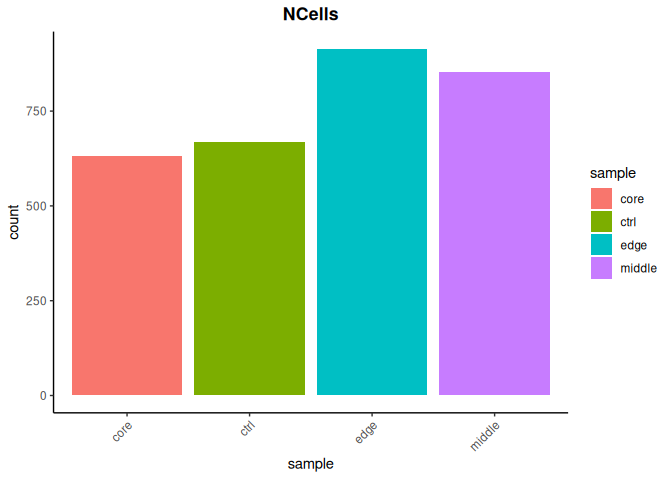 NCells
count
750
500
250
0
core
ctrl
edge
middle
sample
sample
core
ctrl
edge
middle